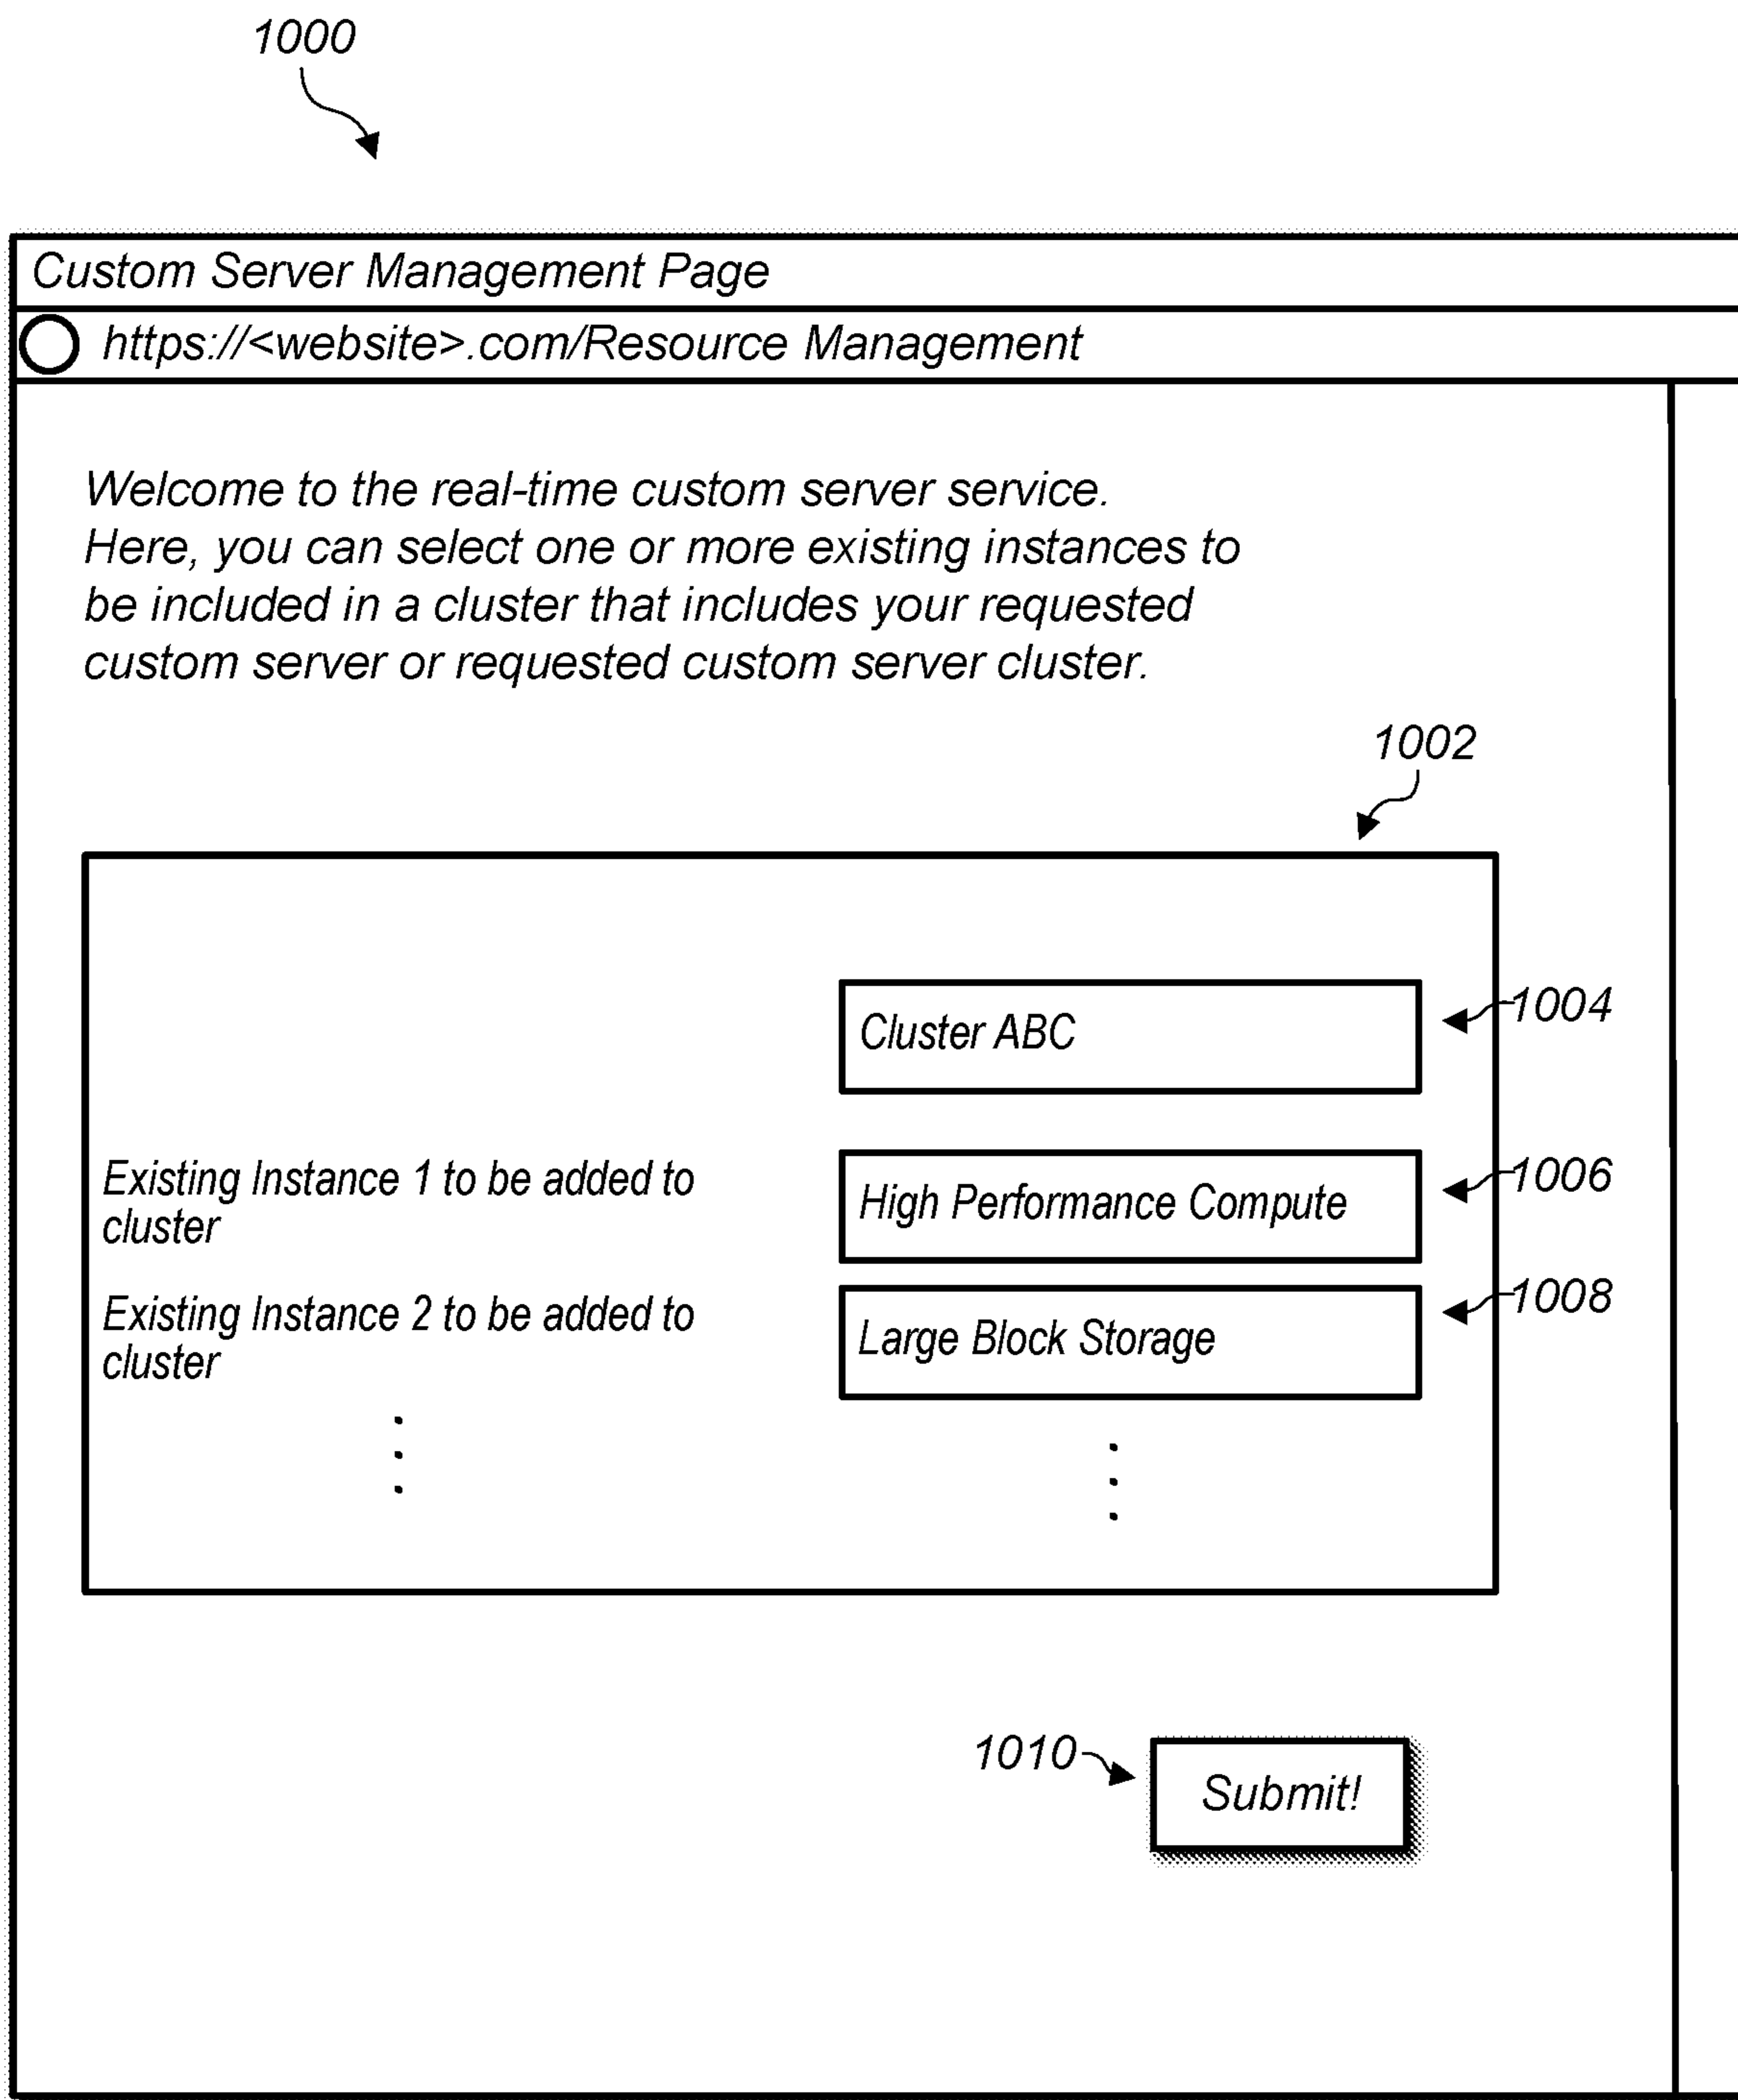 1000
Custom Server Management Page
https://<website>.com/Resource Management
Welcome to the real-time custom server service.
Here, you can select one or more existing instances to
be included in a cluster that includes your requested
custom server or requested custom server cluster.
1002
Cluster ABC
1004
Existing Instance 1 to be added to
cluster
High Performance Compute
1006
Existing Instance 2 to be added to
cluster
Large Block Storage
1008
1010
Submit!